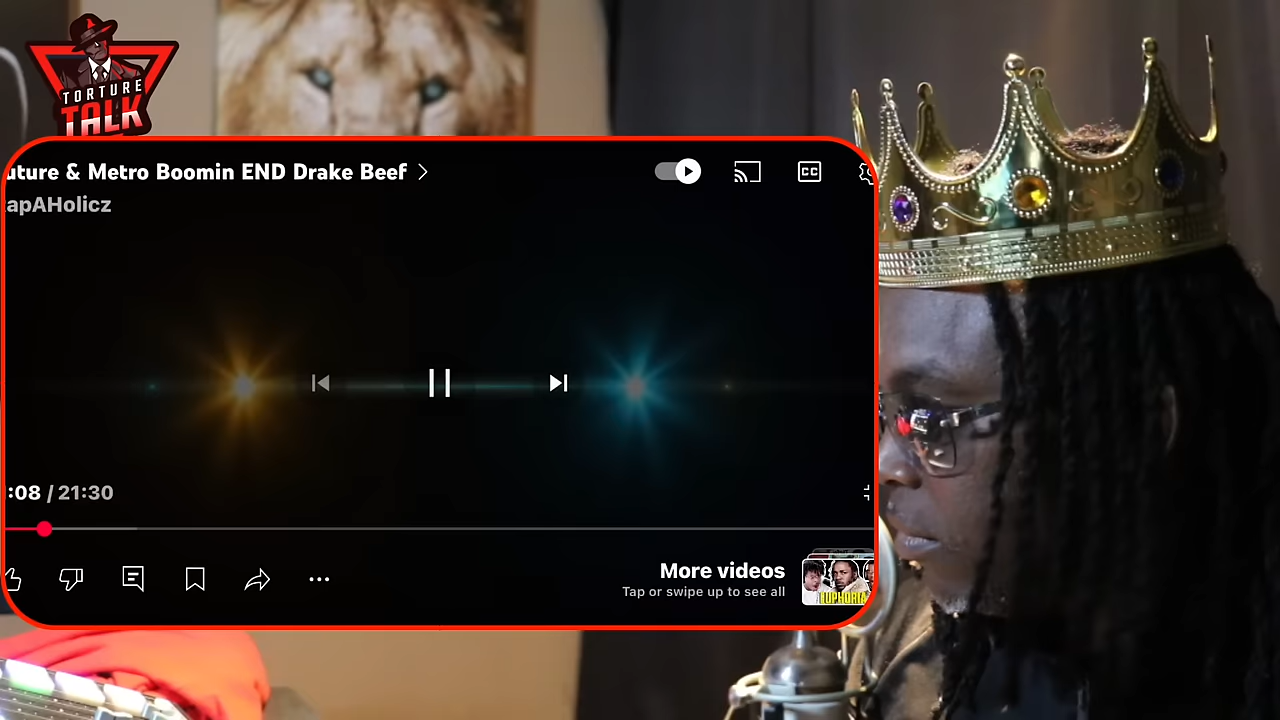 TORTURE
TALK
uture & Metro Boomin END Drake Beef
apAHolicz
CC
:08 / 21:30
More videos
Tap or swipe up to see all
EUPHORIA